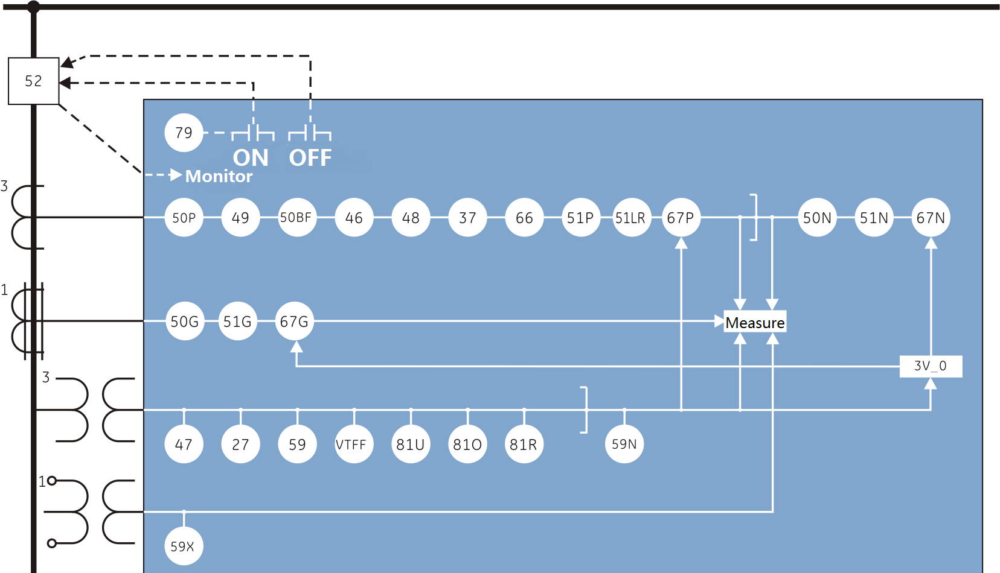 52
79
ON OFF
Monitor
3
50P 49 50BF 46 48 37 66 51P 51LR 67P 50N 51N 67N
1
50G 51G 67G Measure
3V_0
3
47 27 59 VTFF 81U 81O 81R 59N
1
59X